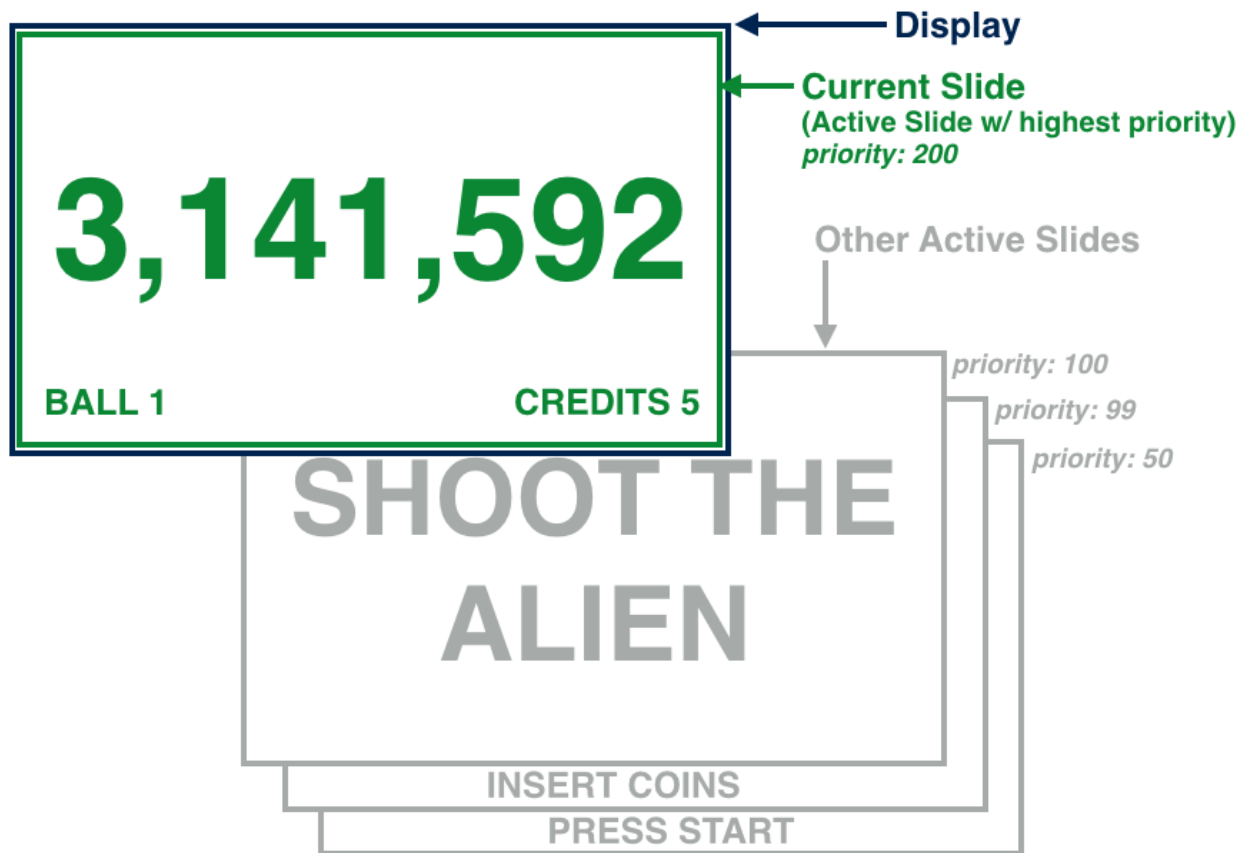 Display
Current Slide
(Active Slide w/ highest priority)
priority: 200
3,141,592
BALL 1
CREDITS 5
Other Active Slides
priority: 100
priority: 99
priority: 50
SHOOT THE
ALIEN
INSERT COINS
PRESS START